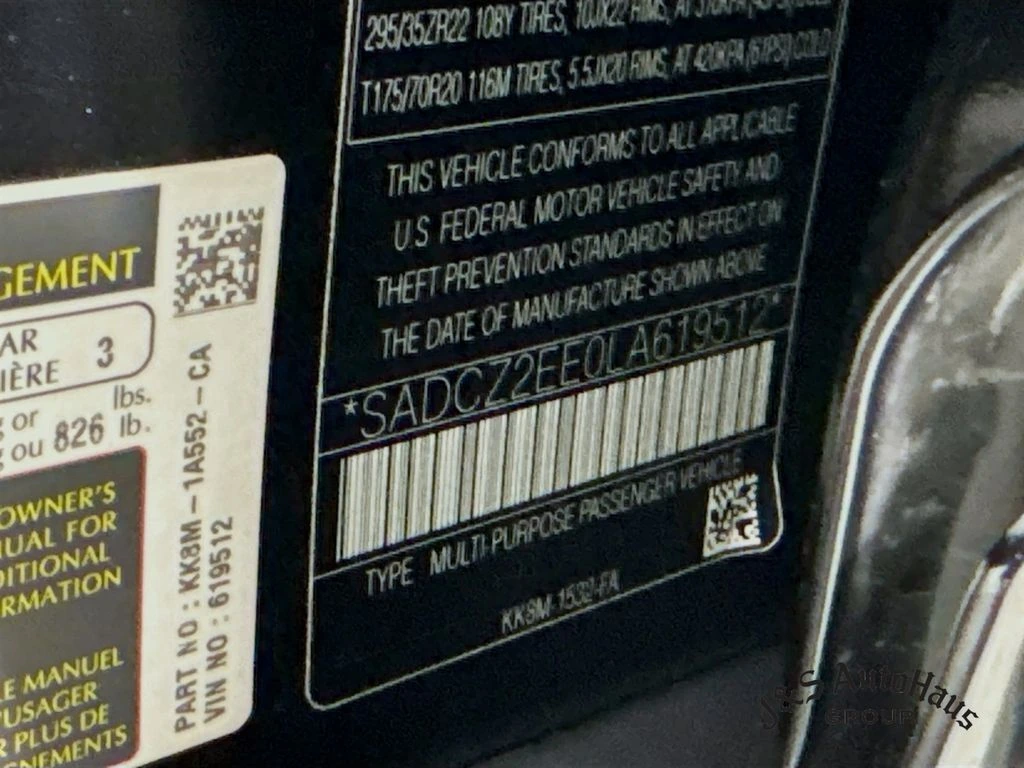 GEMENT
AR
IÈRE 3
lbs.
or
ou 826 lb.
OWNER'S
UAL FOR
DITIONAL
RMATION
E MANUEL
USAGER
PLUS DE
GNEMENTS
PART NO : KK8M-1A552-CA
VIN NO : 619512
295/35ZR22 108Y TIRES, 10.0X22 RIMS, AT
T175/70R20 116M TIRES, 5.5JX20 RIMS, AT 420KPA (61PSI) COLD
THIS VEHICLE CONFORMS TO ALL APPLICABLE
U.S FEDERAL MOTOR VEHICLE SAFETY AND
THEFT PREVENTION STANDARDS IN EFFECT ON
THE DATE OF MANUFACTURE SHOWN ABOVE
*SADCZ2EE0LA619512*
TYPE MULTI-PURPOSE PASSENGER VEHICLE
KK8M-1532-FA
AutoHaus
GROUP